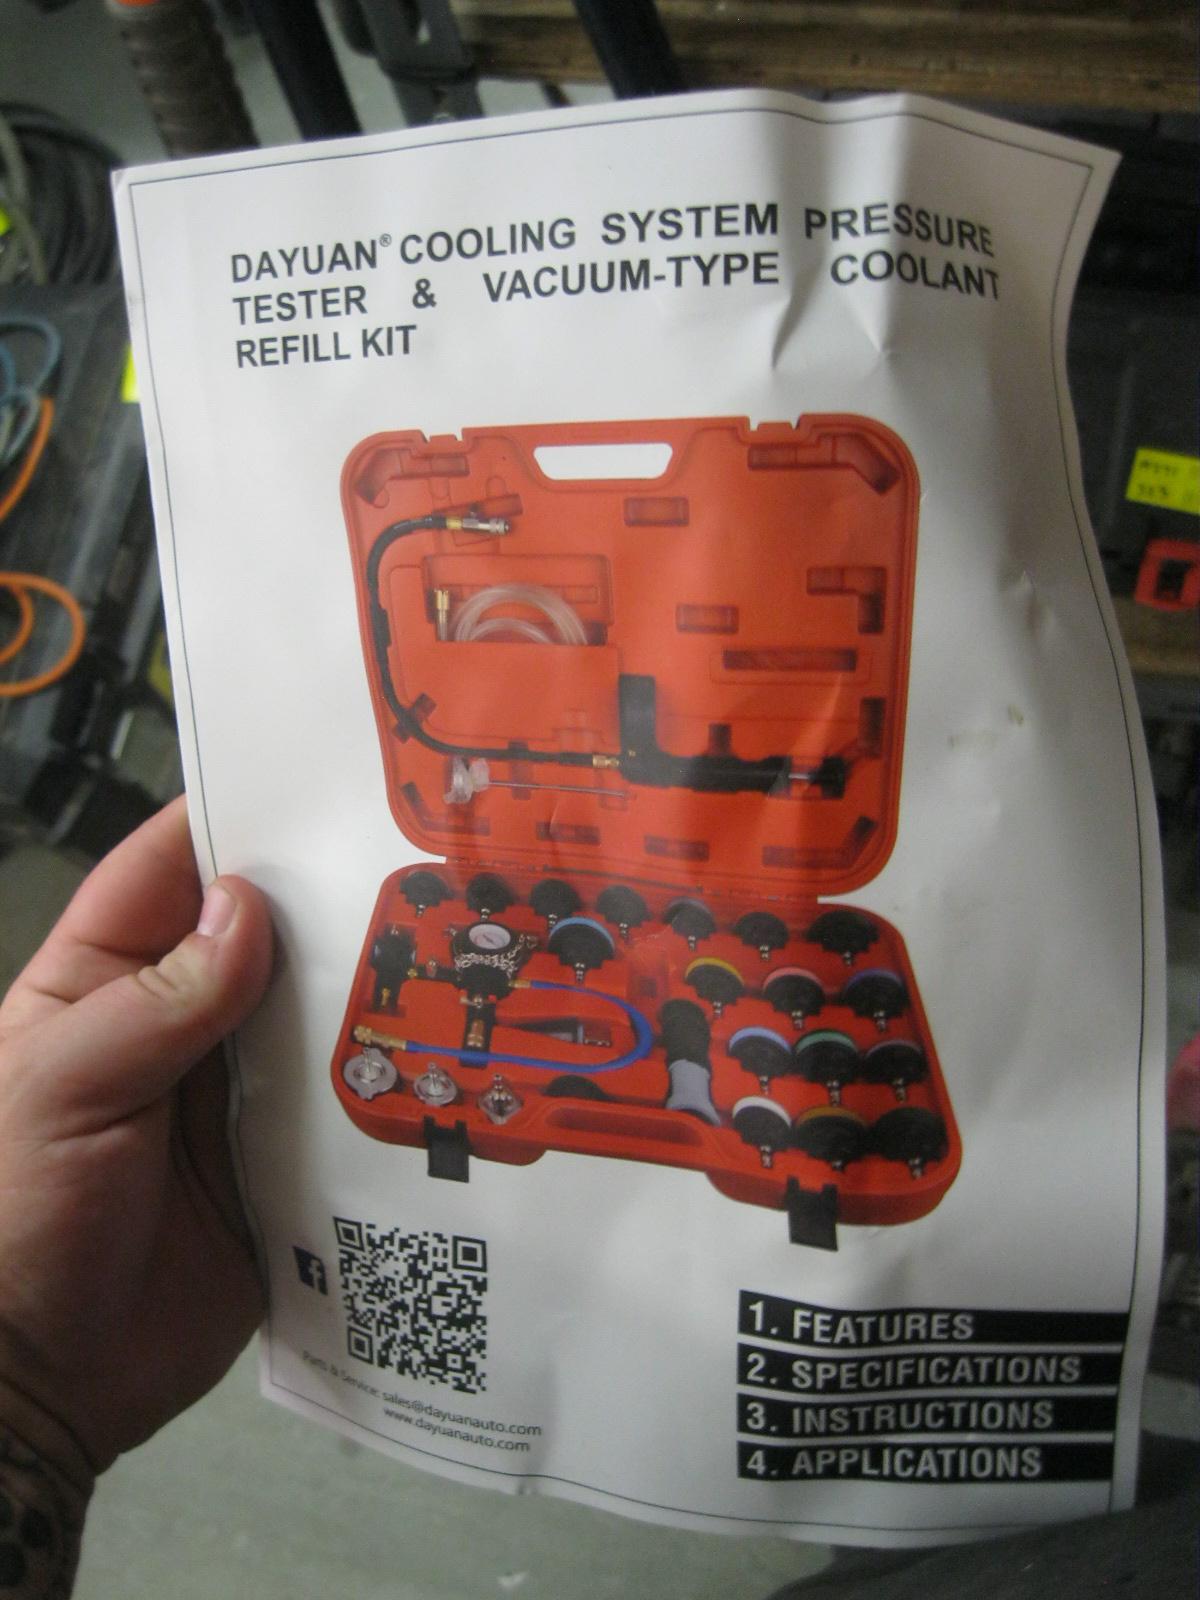 DAYUAN® COOLING SYSTEM PRESSURE
TESTER & VACUUM-TYPE COOLANT
REFILL KIT
f
Parts & Service: sales@dayuanauto.com
www.dayuanauto.com
1. FEATURES
2. SPECIFICATIONS
3. INSTRUCTIONS
4. APPLICATIONS